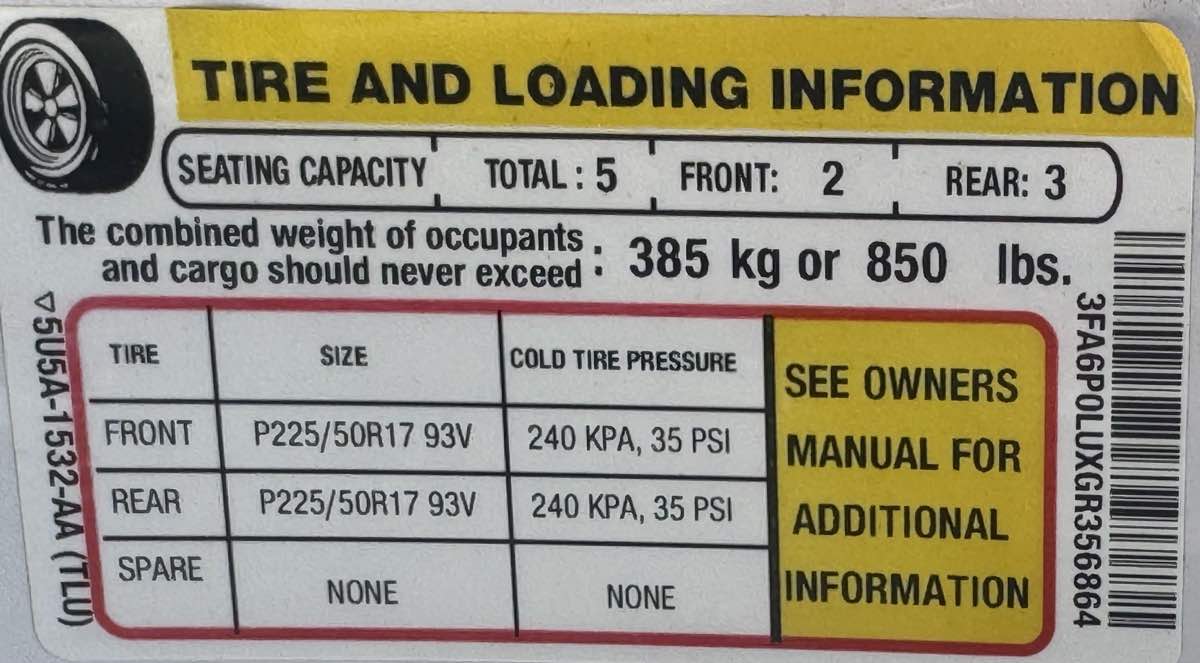 TIRE AND LOADING INFORMATION
SEATING CAPACITY TOTAL : 5 FRONT: 2 REAR: 3
The combined weight of occupants
and cargo should never exceed : 385 kg or 850 lbs.
TIRE SIZE COLD TIRE PRESSURE
FRONT P225/50R17 93V 240 KPA, 35 PSI
REAR P225/50R17 93V 240 KPA, 35 PSI
SPARE NONE NONE
SEE OWNERS
MANUAL FOR
ADDITIONAL
INFORMATION
5U5A-1532-AA (TLU)
3FA6P0LUXGR356864